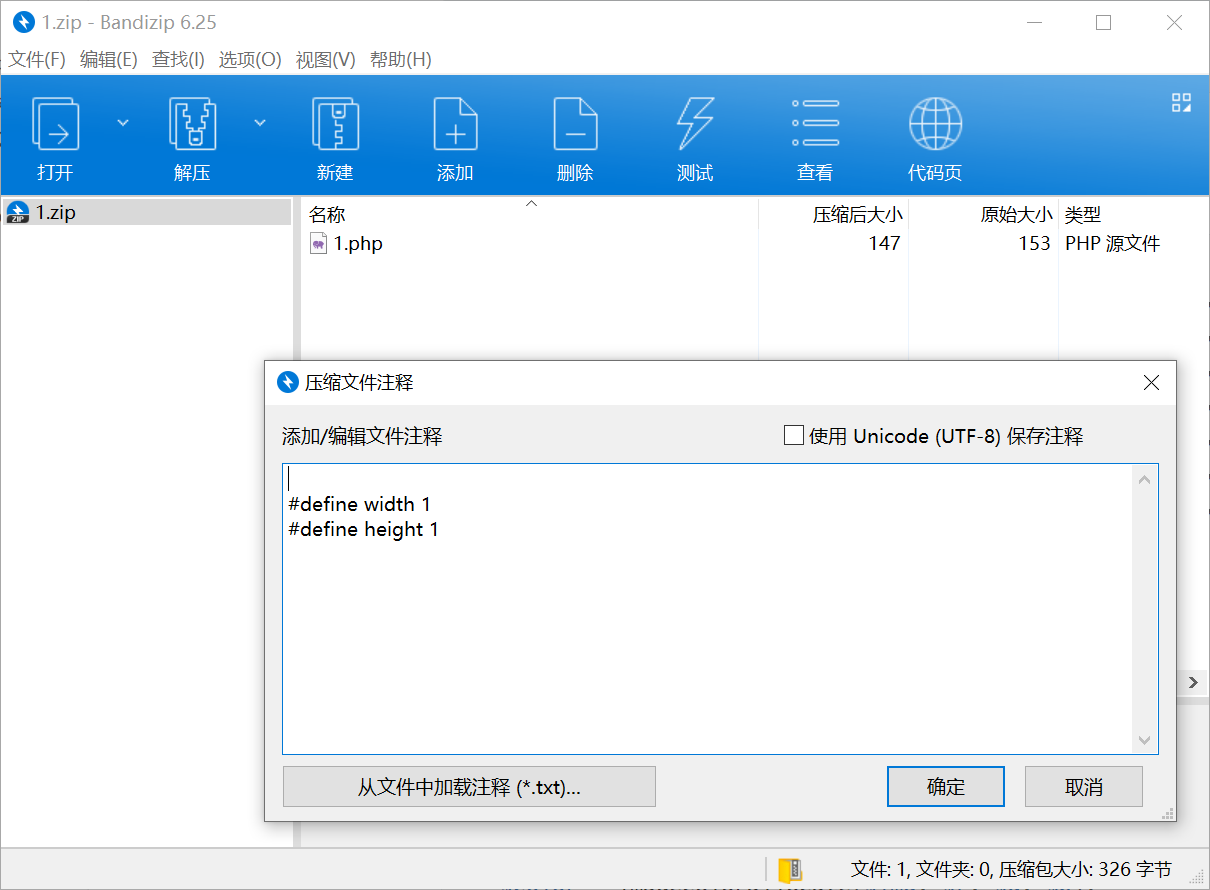 1.zip - Bandizip 6.25
文件(F) 编辑(E) 查找(I) 选项(O) 视图(V) 帮助(H)
打开 解压 新建 添加 删除 测试 查看 代码页
1.zip
名称 压缩后大小 原始大小 类型
1.php 147 153 PHP 源文件
压缩文件注释
添加/编辑文件注释 使用 Unicode (UTF-8) 保存注释
#define width 1
#define height 1
从文件中加载注释 (*.txt)... 确定 取消
文件: 1, 文件夹: 0, 压缩包大小: 326 字节